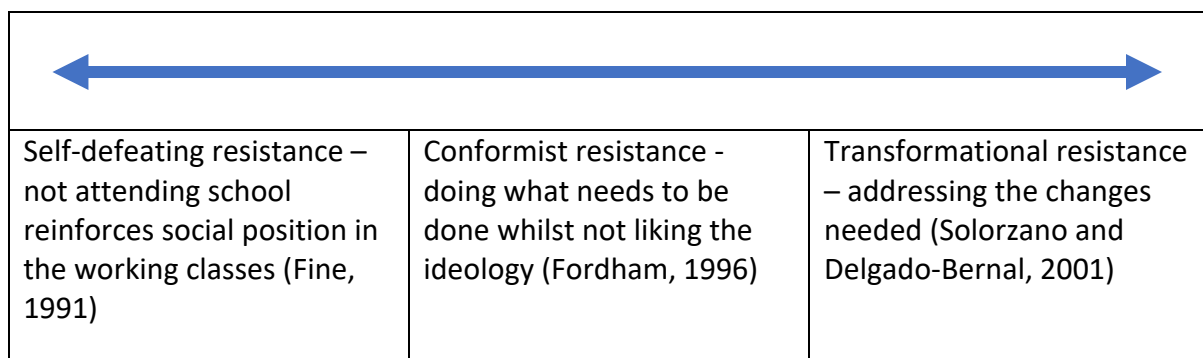 Self-defeating resistance –
not attending school
reinforces social position in
the working classes (Fine,
1991)
Conformist resistance -
doing what needs to be
done whilst not liking the
ideology (Fordham, 1996)
Transformational resistance
– addressing the changes
needed (Solorzano and
Delgado-Bernal, 2001)